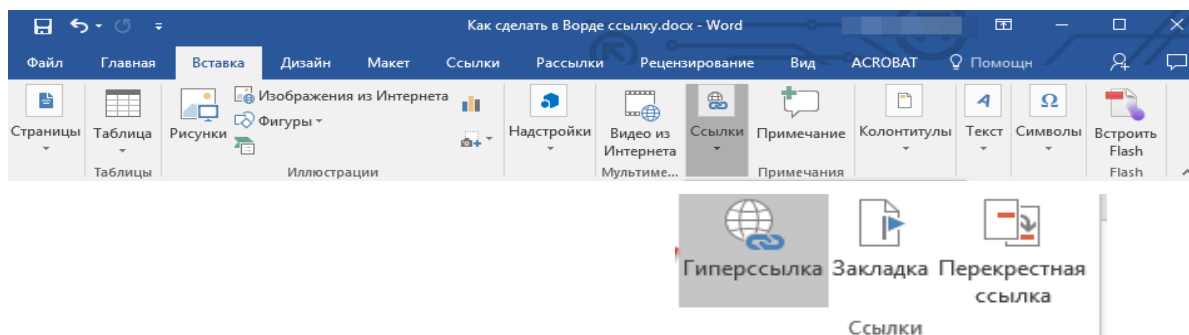 Как сделать в Ворде ссылку.docx - Word
Файл Главная Вставка Дизайн Макет Ссылки Рассылки Рецензирование Вид ACROBAT Помощн
Изображения из Интернета
Фигуры
Страницы Таблица Рисунки Надстройки Видео из Интернета Ссылки Примечание Колонтитулы Текст Символы Встроить Flash
Таблицы Иллюстрации Мультиме... Примечания Flash
Гиперссылка Закладка Перекрестная
ссылка
Ссылки